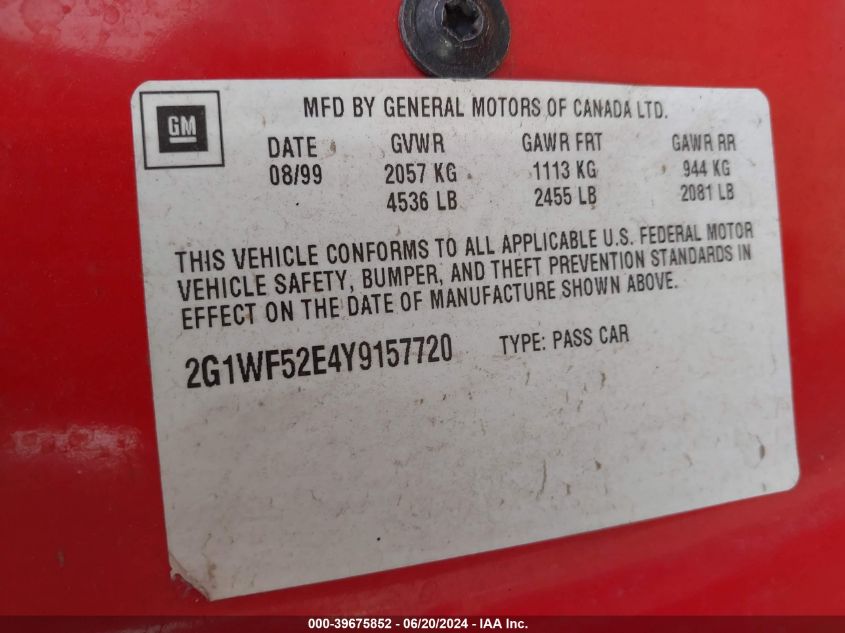 GM
MFD BY GENERAL MOTORS OF CANADA LTD.
DATE GVWR GAWR FRT GAWR RR
08/99 2057 KG 1113 KG 944 KG
4536 LB 2455 LB 2081 LB
THIS VEHICLE CONFORMS TO ALL APPLICABLE U.S. FEDERAL MOTOR
VEHICLE SAFETY, BUMPER, AND THEFT PREVENTION STANDARDS IN
EFFECT ON THE DATE OF MANUFACTURE SHOWN ABOVE.
2G1WF52E4Y9157720 TYPE: PASS CAR
000-39675852 - 06/20/2024 - IAA Inc.